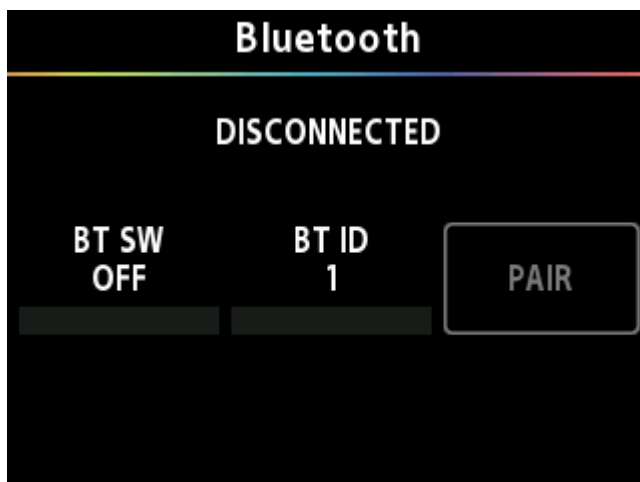 Bluetooth
DISCONNECTED
BT SW
OFF
BT ID
1
PAIR